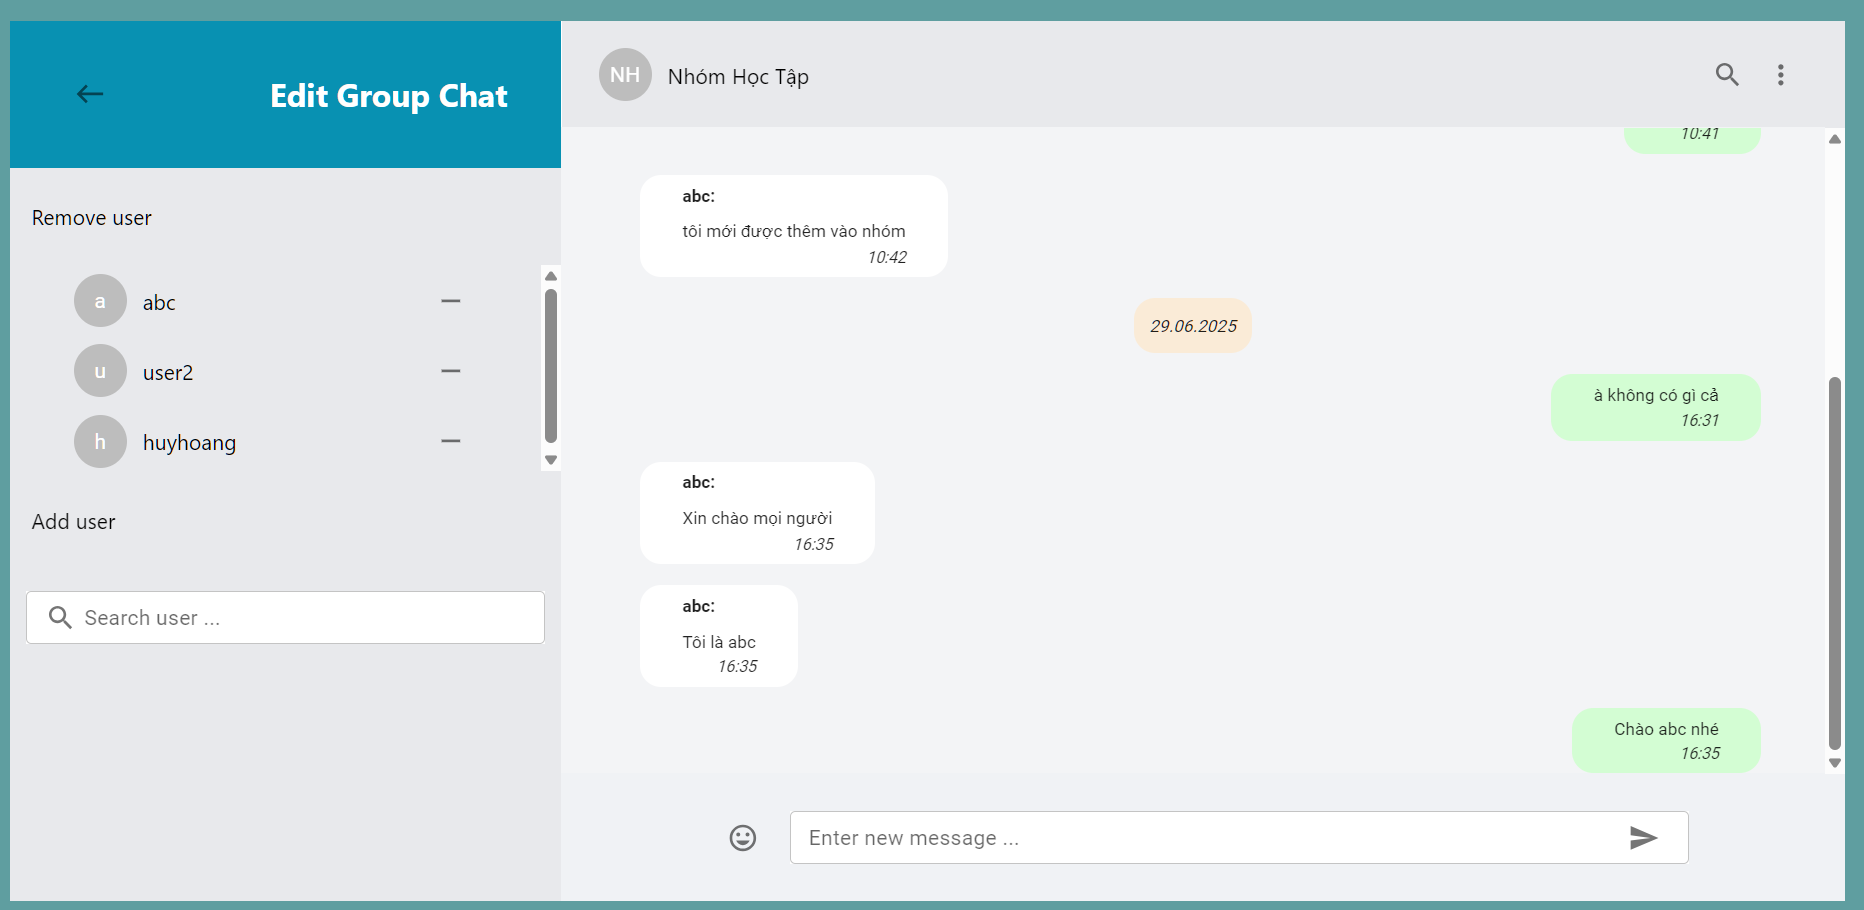 Edit Group Chat
Remove user
a
abc
u
user2
h
huyhoang
Add user
Search user ...
NH
Nhóm Học Tập
10:41
abc:
tôi mới được thêm vào nhóm
10:42
29.06.2025
à không có gì cả
16:31
abc:
Xin chào mọi người
16:35
abc:
Tôi là abc
16:35
Chào abc nhé
16:35
Enter new message ...